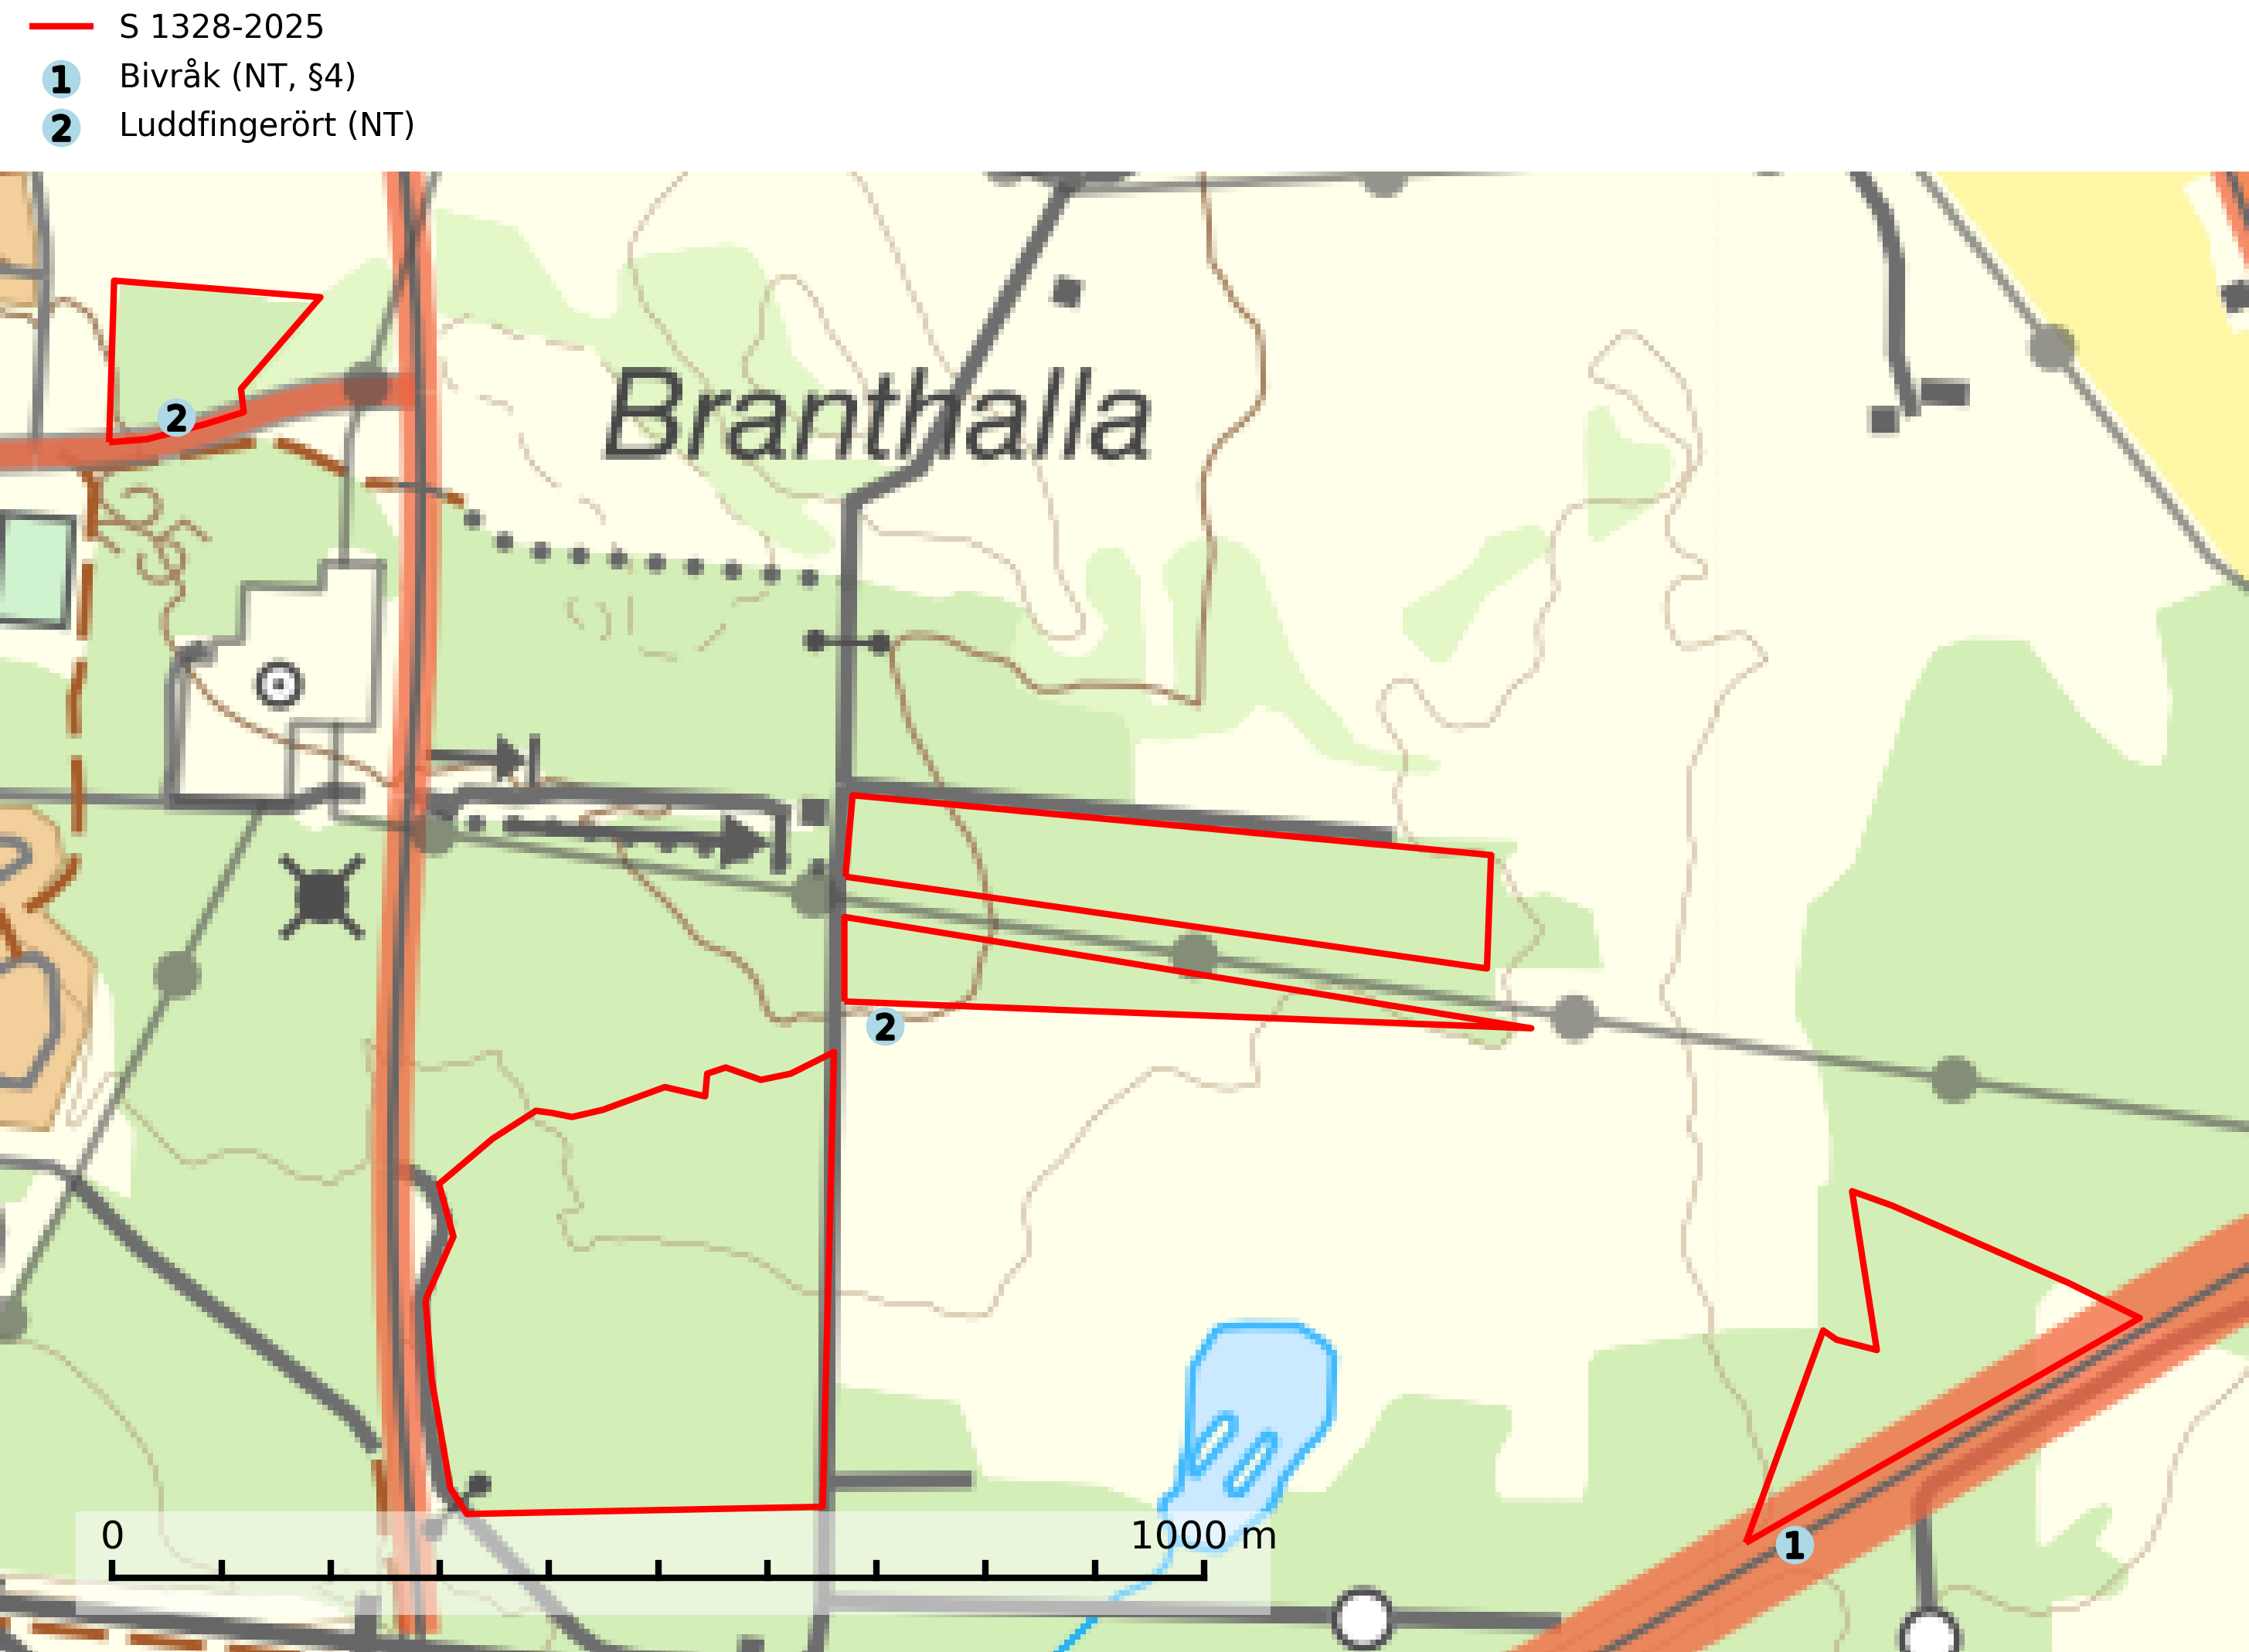 S 1328-2025
1 Bivråk (NT, §4)
2 Luddfingerört (NT)
2
Branthalla
2
1
0 1000 m